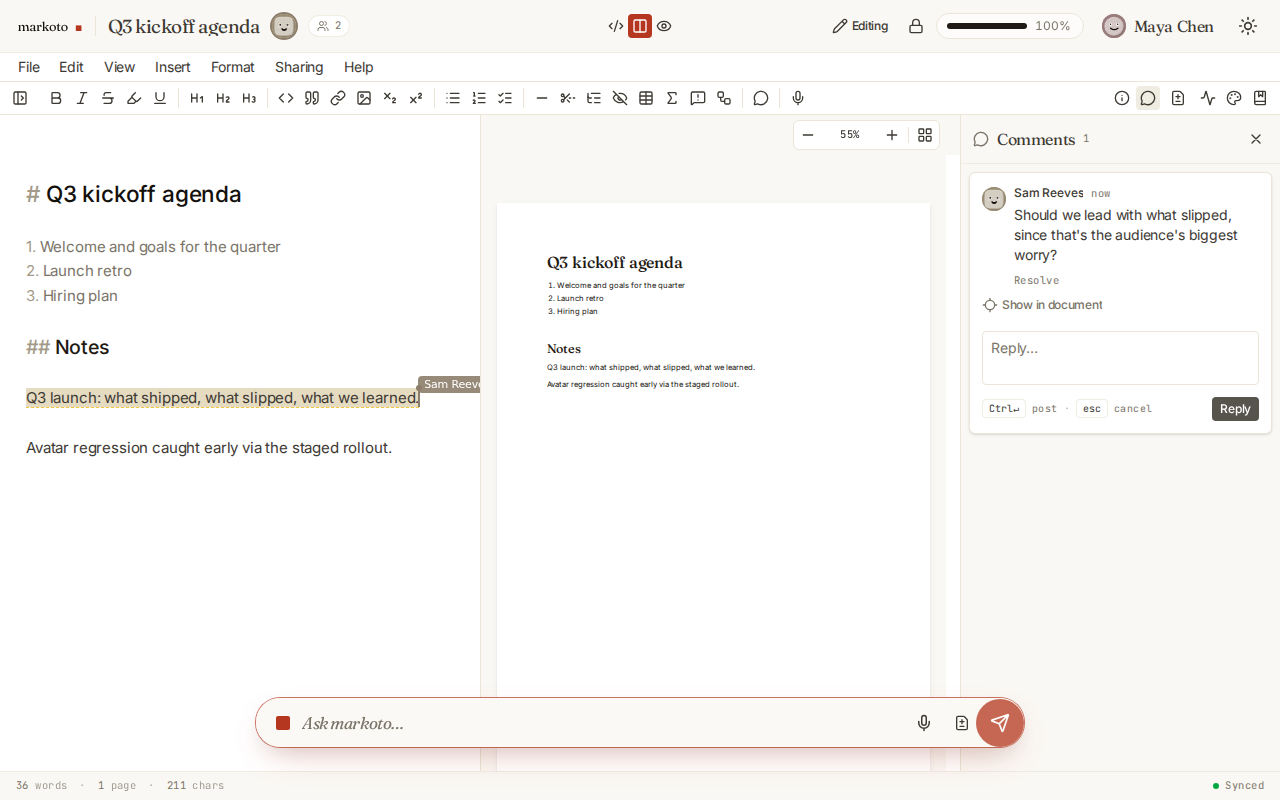 markoto
Q3 kickoff agenda
2
Editing
100%
Maya Chen
File Edit View Insert Format Sharing Help
B I S U H1 H2 H3 X2 x2
55%
Comments 1
# Q3 kickoff agenda
1. Welcome and goals for the quarter
2. Launch retro
3. Hiring plan
## Notes
Sam Reeve
Q3 launch: what shipped, what slipped, what we learned.
Avatar regression caught early via the staged rollout.
Q3 kickoff agenda
1. Welcome and goals for the quarter
2. Launch retro
3. Hiring plan
Notes
Q3 launch: what shipped, what slipped, what we learned.
Avatar regression caught early via the staged rollout.
Sam Reeves now
Should we lead with what slipped,
since that's the audience's biggest
worry?
Resolve
Show in document
Reply...
Ctrl↵ post · esc cancel
Reply
Ask markoto...
36 words · 1 page · 211 chars
Synced